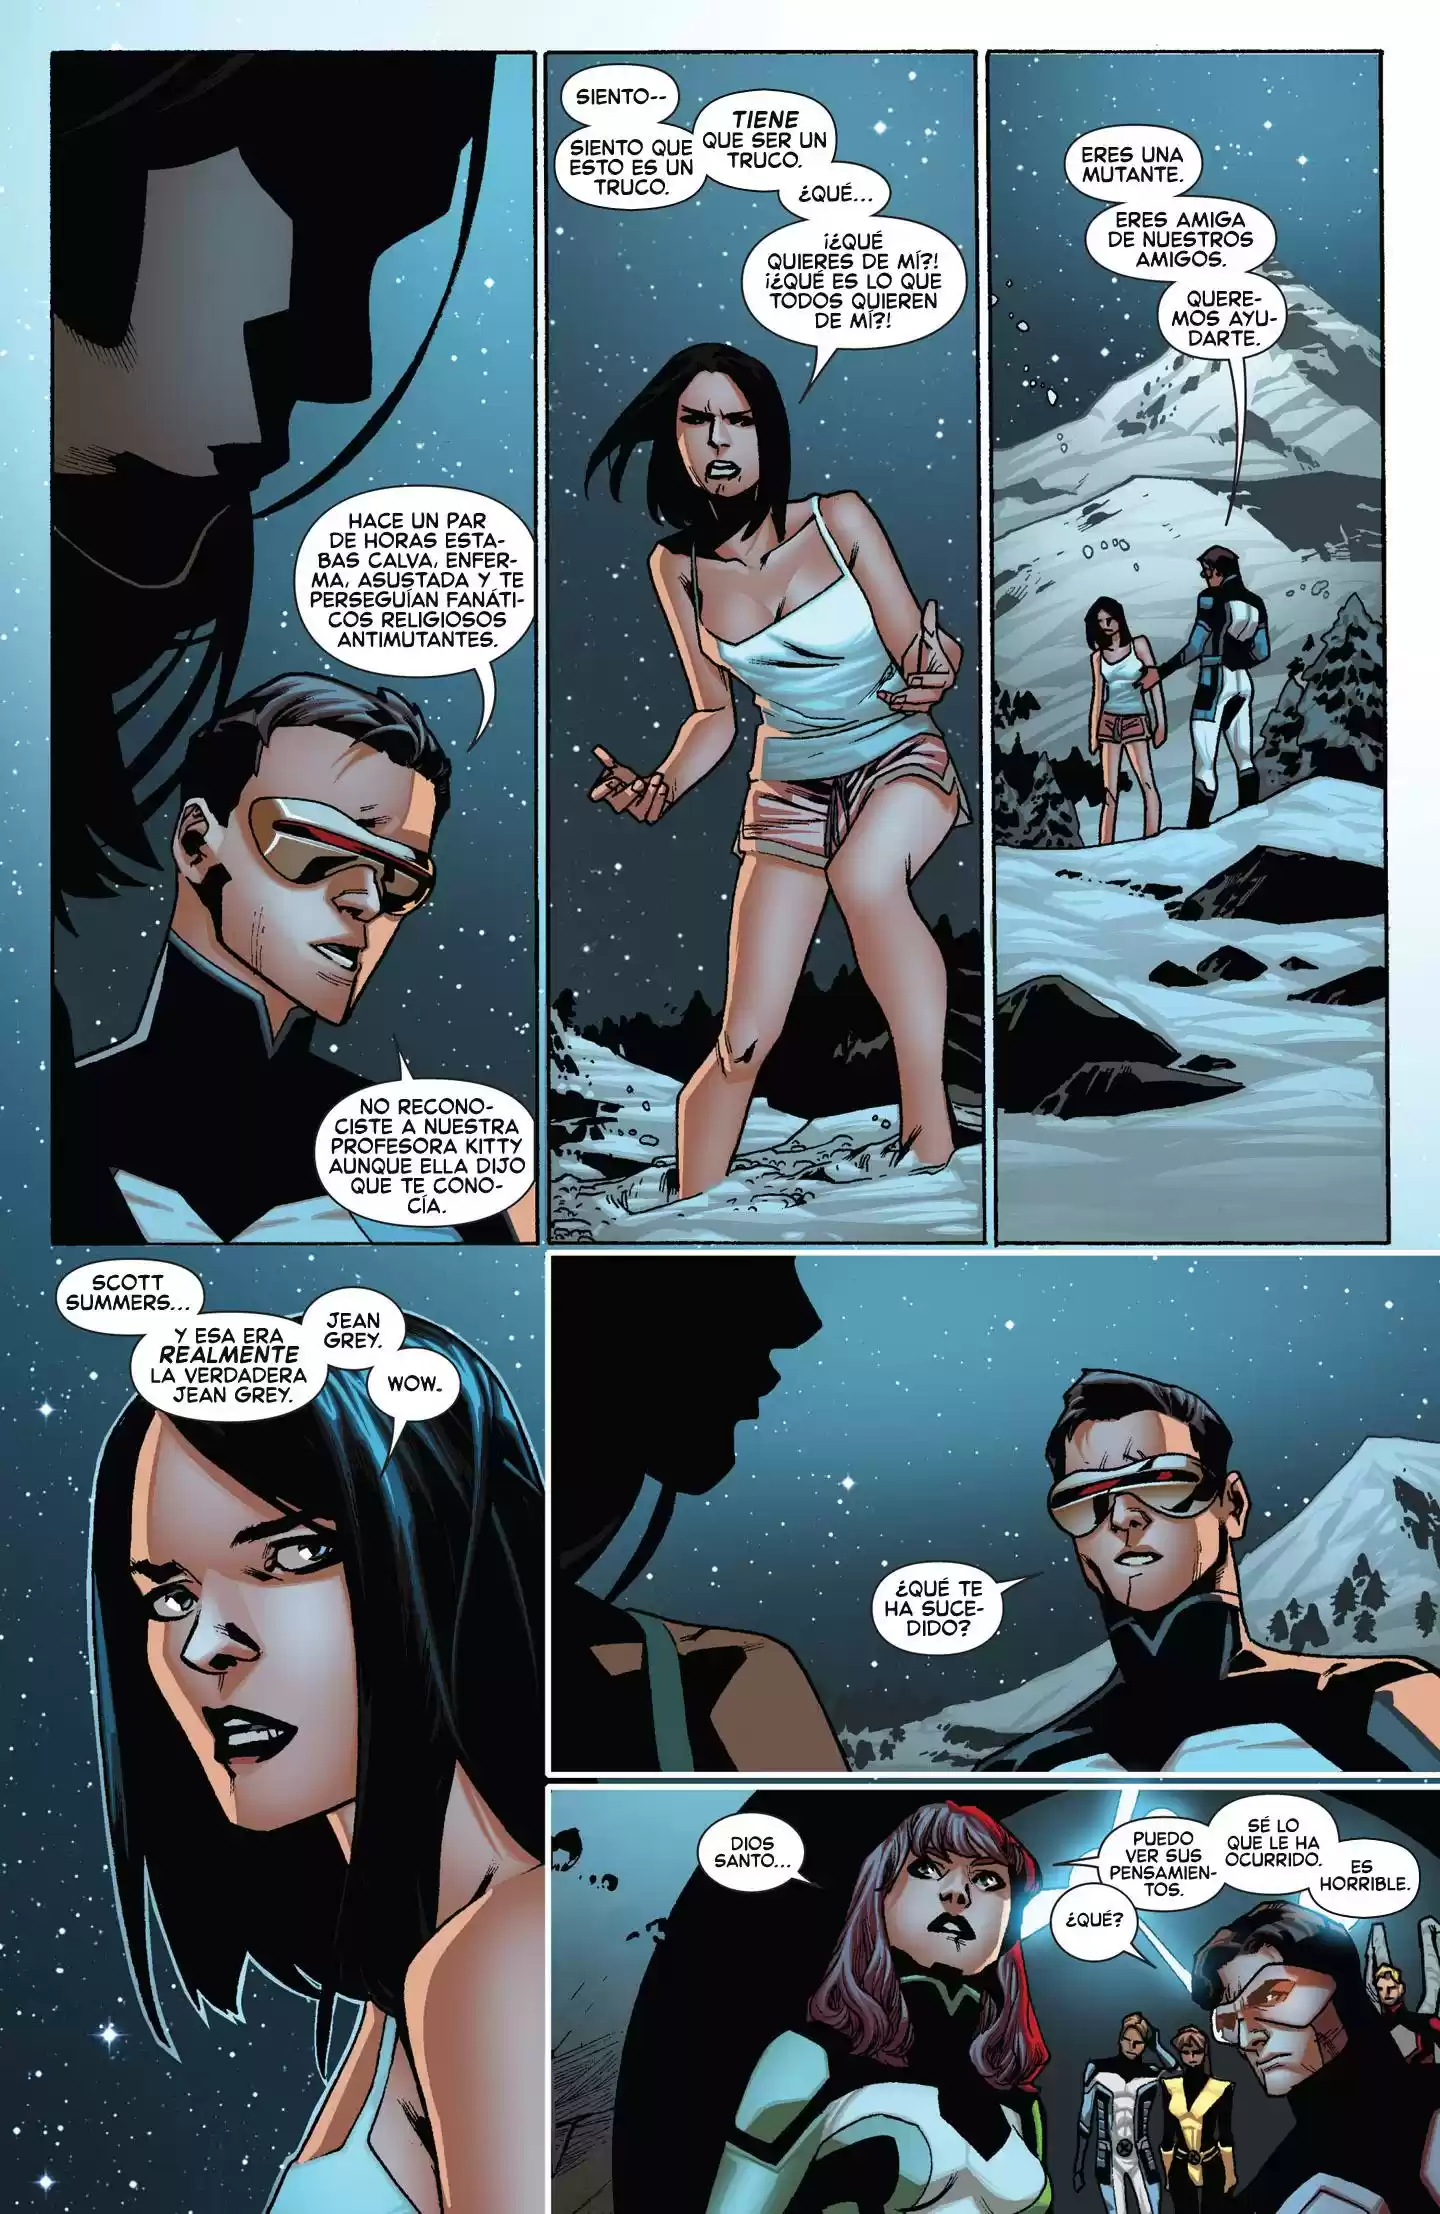 HACE UN PAR
DE HORAS ESTA-
BAS CALVA, ENFER-
MA, ASUSTADA Y TE
PERSEGUÍAN FANÁTI-
COS RELIGIOSOS
ANTIMUTANTES.
NO RECONO-
CISTE A NUESTRA
PROFESORA KITTY
AUNQUE ELLA DIJO
QUE TE CONO-
CÍA.
SIENTO--
SIENTO QUE
ESTO ES UN
TRUCO.
TIENE
QUE SER UN
TRUCO.
¿QUÉ...
¡¿QUÉ
QUIERES DE MÍ?!
¡¿QUÉ ES LO QUE
TODOS QUIEREN
DE MÍ?!
ERES UNA
MUTANTE.
ERES AMIGA
DE NUESTROS
AMIGOS.
QUERE-
MOS AYU-
DARTE.
SCOTT
SUMMERS...
Y ESA ERA
REALMENTE
LA VERDADERA
JEAN GREY.
JEAN
GREY.
WOW.
¿QUÉ TE
HA SUCE-
DIDO?
DIOS
SANTO...
PUEDO
VER SUS
PENSAMIEN-
TOS.
SÉ LO
QUE LE HA
OCURRIDO.
ES
HORRIBLE.
¿QUÉ?